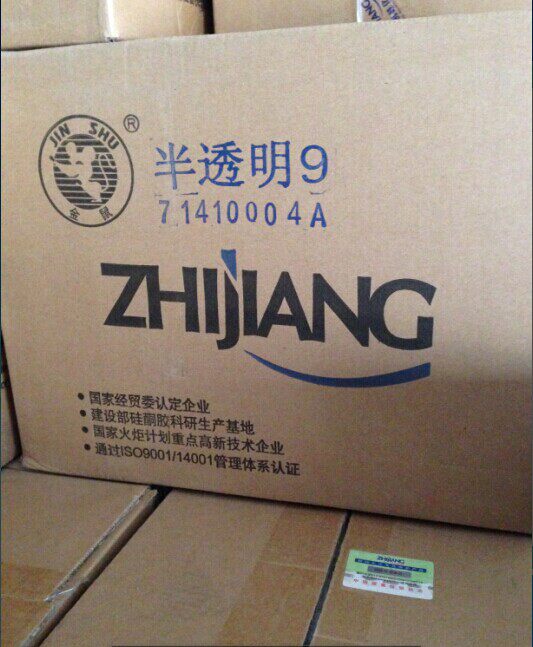 JIN SHU ®
金鼠
半透明9
71410004A
ZHIJIANG
• 国家经贸委认定企业
• 建设部硅酮胶科研生产基地
• 国家火炬计划重点高新技术企业
• 通过ISO9001/14001管理体系认证
ZHIJIANG